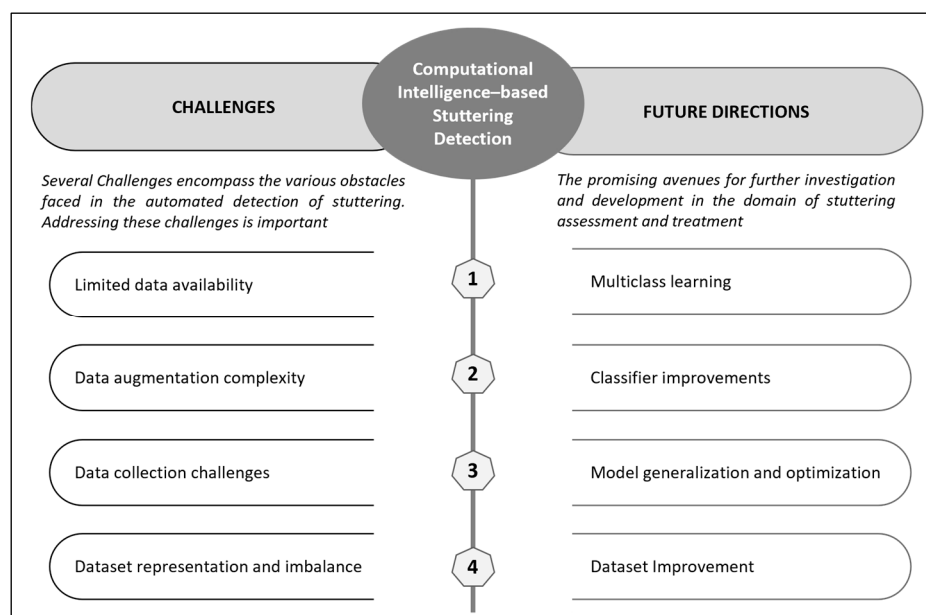 Computational
Intelligence–based
Stuttering
Detection
CHALLENGES
FUTURE DIRECTIONS
Several Challenges encompass the various obstacles
faced in the automated detection of stuttering.
Addressing these challenges is important
The promising avenues for further investigation
and development in the domain of stuttering
assessment and treatment
Limited data availability
1
Multiclass learning
Data augmentation complexity
2
Classifier improvements
Data collection challenges
3
Model generalization and optimization
Dataset representation and imbalance
4
Dataset Improvement